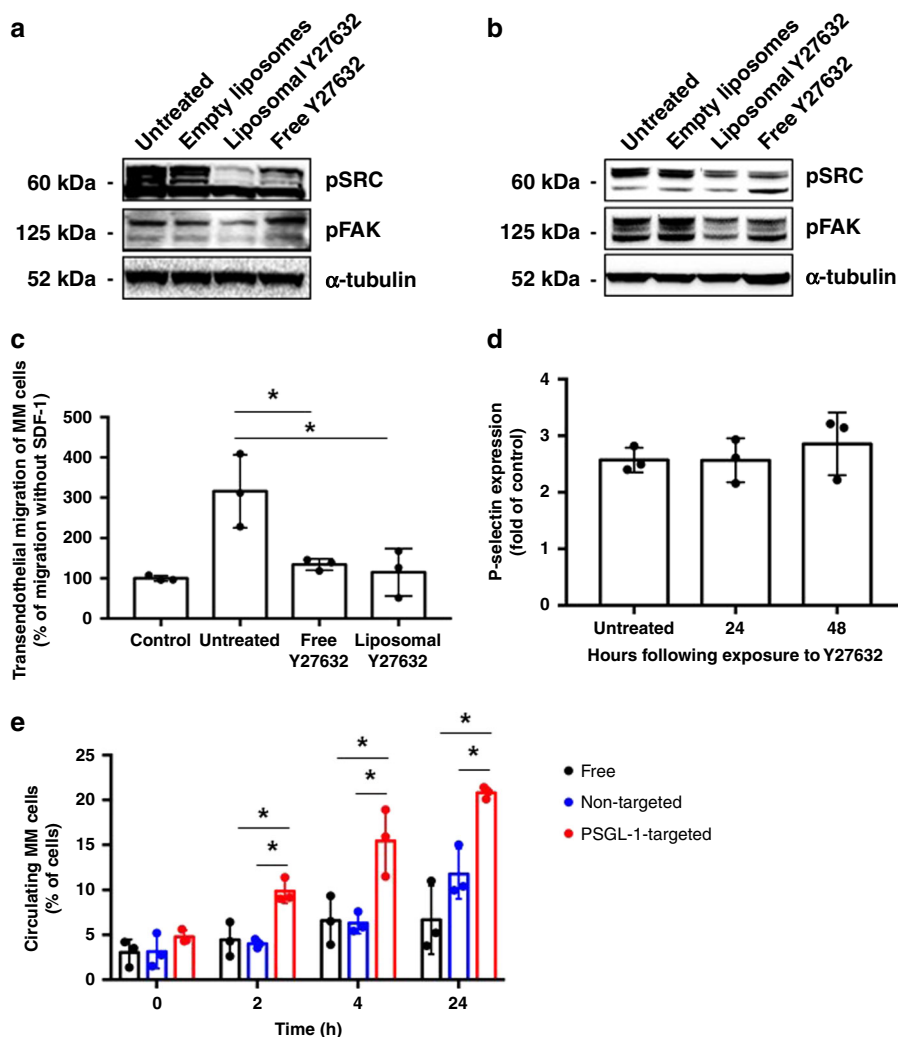 a
Untreated
Empty liposomes
Liposomal Y27632
Free Y27632
60 kDa -
pSRC
125 kDa -
pFAK
52 kDa -
α-tubulin
b
Untreated
Empty liposomes
Liposomal Y27632
Free Y27632
60 kDa -
pSRC
125 kDa -
pFAK
52 kDa -
α-tubulin
c
Transendothelial migration of MM cells
(% of migration without SDF-1)
500
400
300
200
100
0
*
*
Control
Untreated
Free
Y27632
Liposomal
Y27632
d
P-selectin expression
(fold of control)
4
3
2
1
0
Untreated
24
48
Hours following exposure to Y27632
e
Circulating MM cells
(% of cells)
25
20
15
10
5
0
*
*
*
*
*
*
0
2
4
24
Time (h)
Free
Non-targeted
PSGL-1-targeted